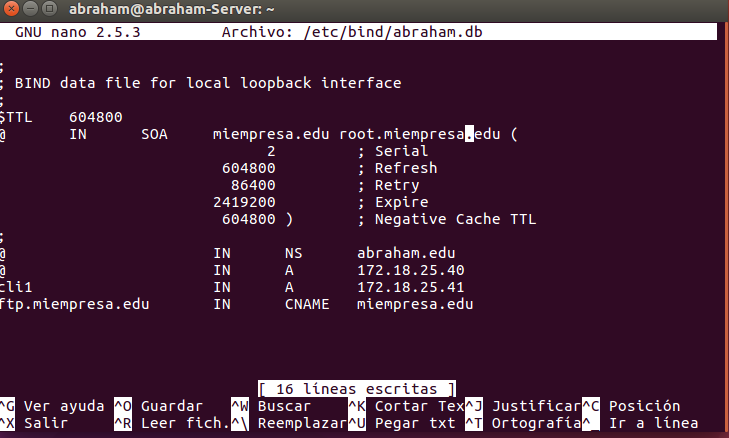 abraham@abraham-Server: ~
GNU nano 2.5.3 Archivo: /etc/bind/abraham.db
;
; BIND data file for local loopback interface
;
$TTL 604800
@ IN SOA miempresa.edu root.miempresa.edu (
2 ; Serial
604800 ; Refresh
86400 ; Retry
2419200 ; Expire
604800 ) ; Negative Cache TTL
;
@ IN NS abraham.edu
@ IN A 172.18.25.40
cli1 IN A 172.18.25.41
ftp.miempresa.edu IN CNAME miempresa.edu
[ 16 líneas escritas ]
^G Ver ayuda ^O Guardar ^W Buscar ^K Cortar Tex ^J Justificar ^C Posición
^X Salir ^R Leer fich. ^\ Reemplazar ^U Pegar txt ^T Ortografía ^_ Ir a línea